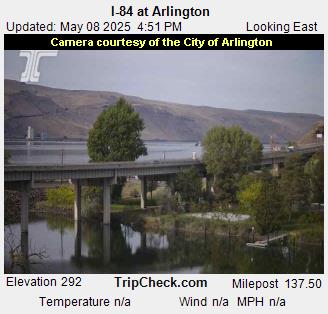 I-84 at Arlington
Updated: May 08 2025 4:51 PM Looking East
Camera courtesy of the City of Arlington
Elevation 292 TripCheck.com Milepost 137.50
Temperature n/a Wind n/a MPH n/a